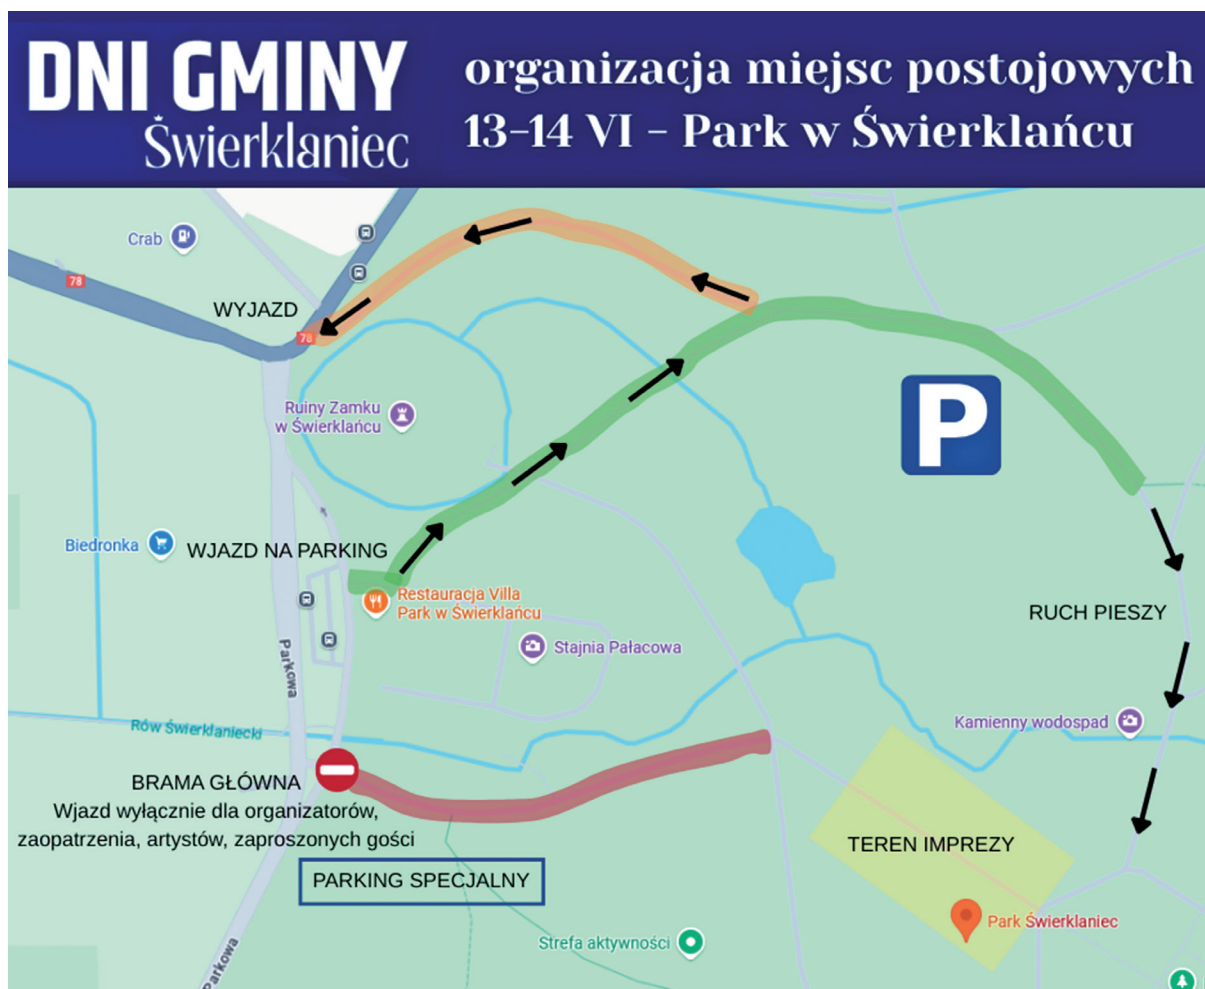 DNI GMINY
Świerklaniec
organizacja miejsc postojowych
13-14 VI - Park w Świerklańcu
Crab
78
WYJAZD
78
Ruiny Zamku
w Świerklańcu
Biedronka
WJAZD NA PARKING
P
Restauracja Villa
Park w Świerklańcu
RUCH PIESZY
Stajnia Pałacowa
Parkowa
Kamienny wodospad
Rów Świerklaniecki
BRAMA GŁÓWNA
Wjazd wyłącznie dla organizatorów,
zaopatrzenia, artystów, zaproszonych gości
TEREN IMPREZY
PARKING SPECJALNY
Park Świerklaniec
Strefa aktywności
Parkowa